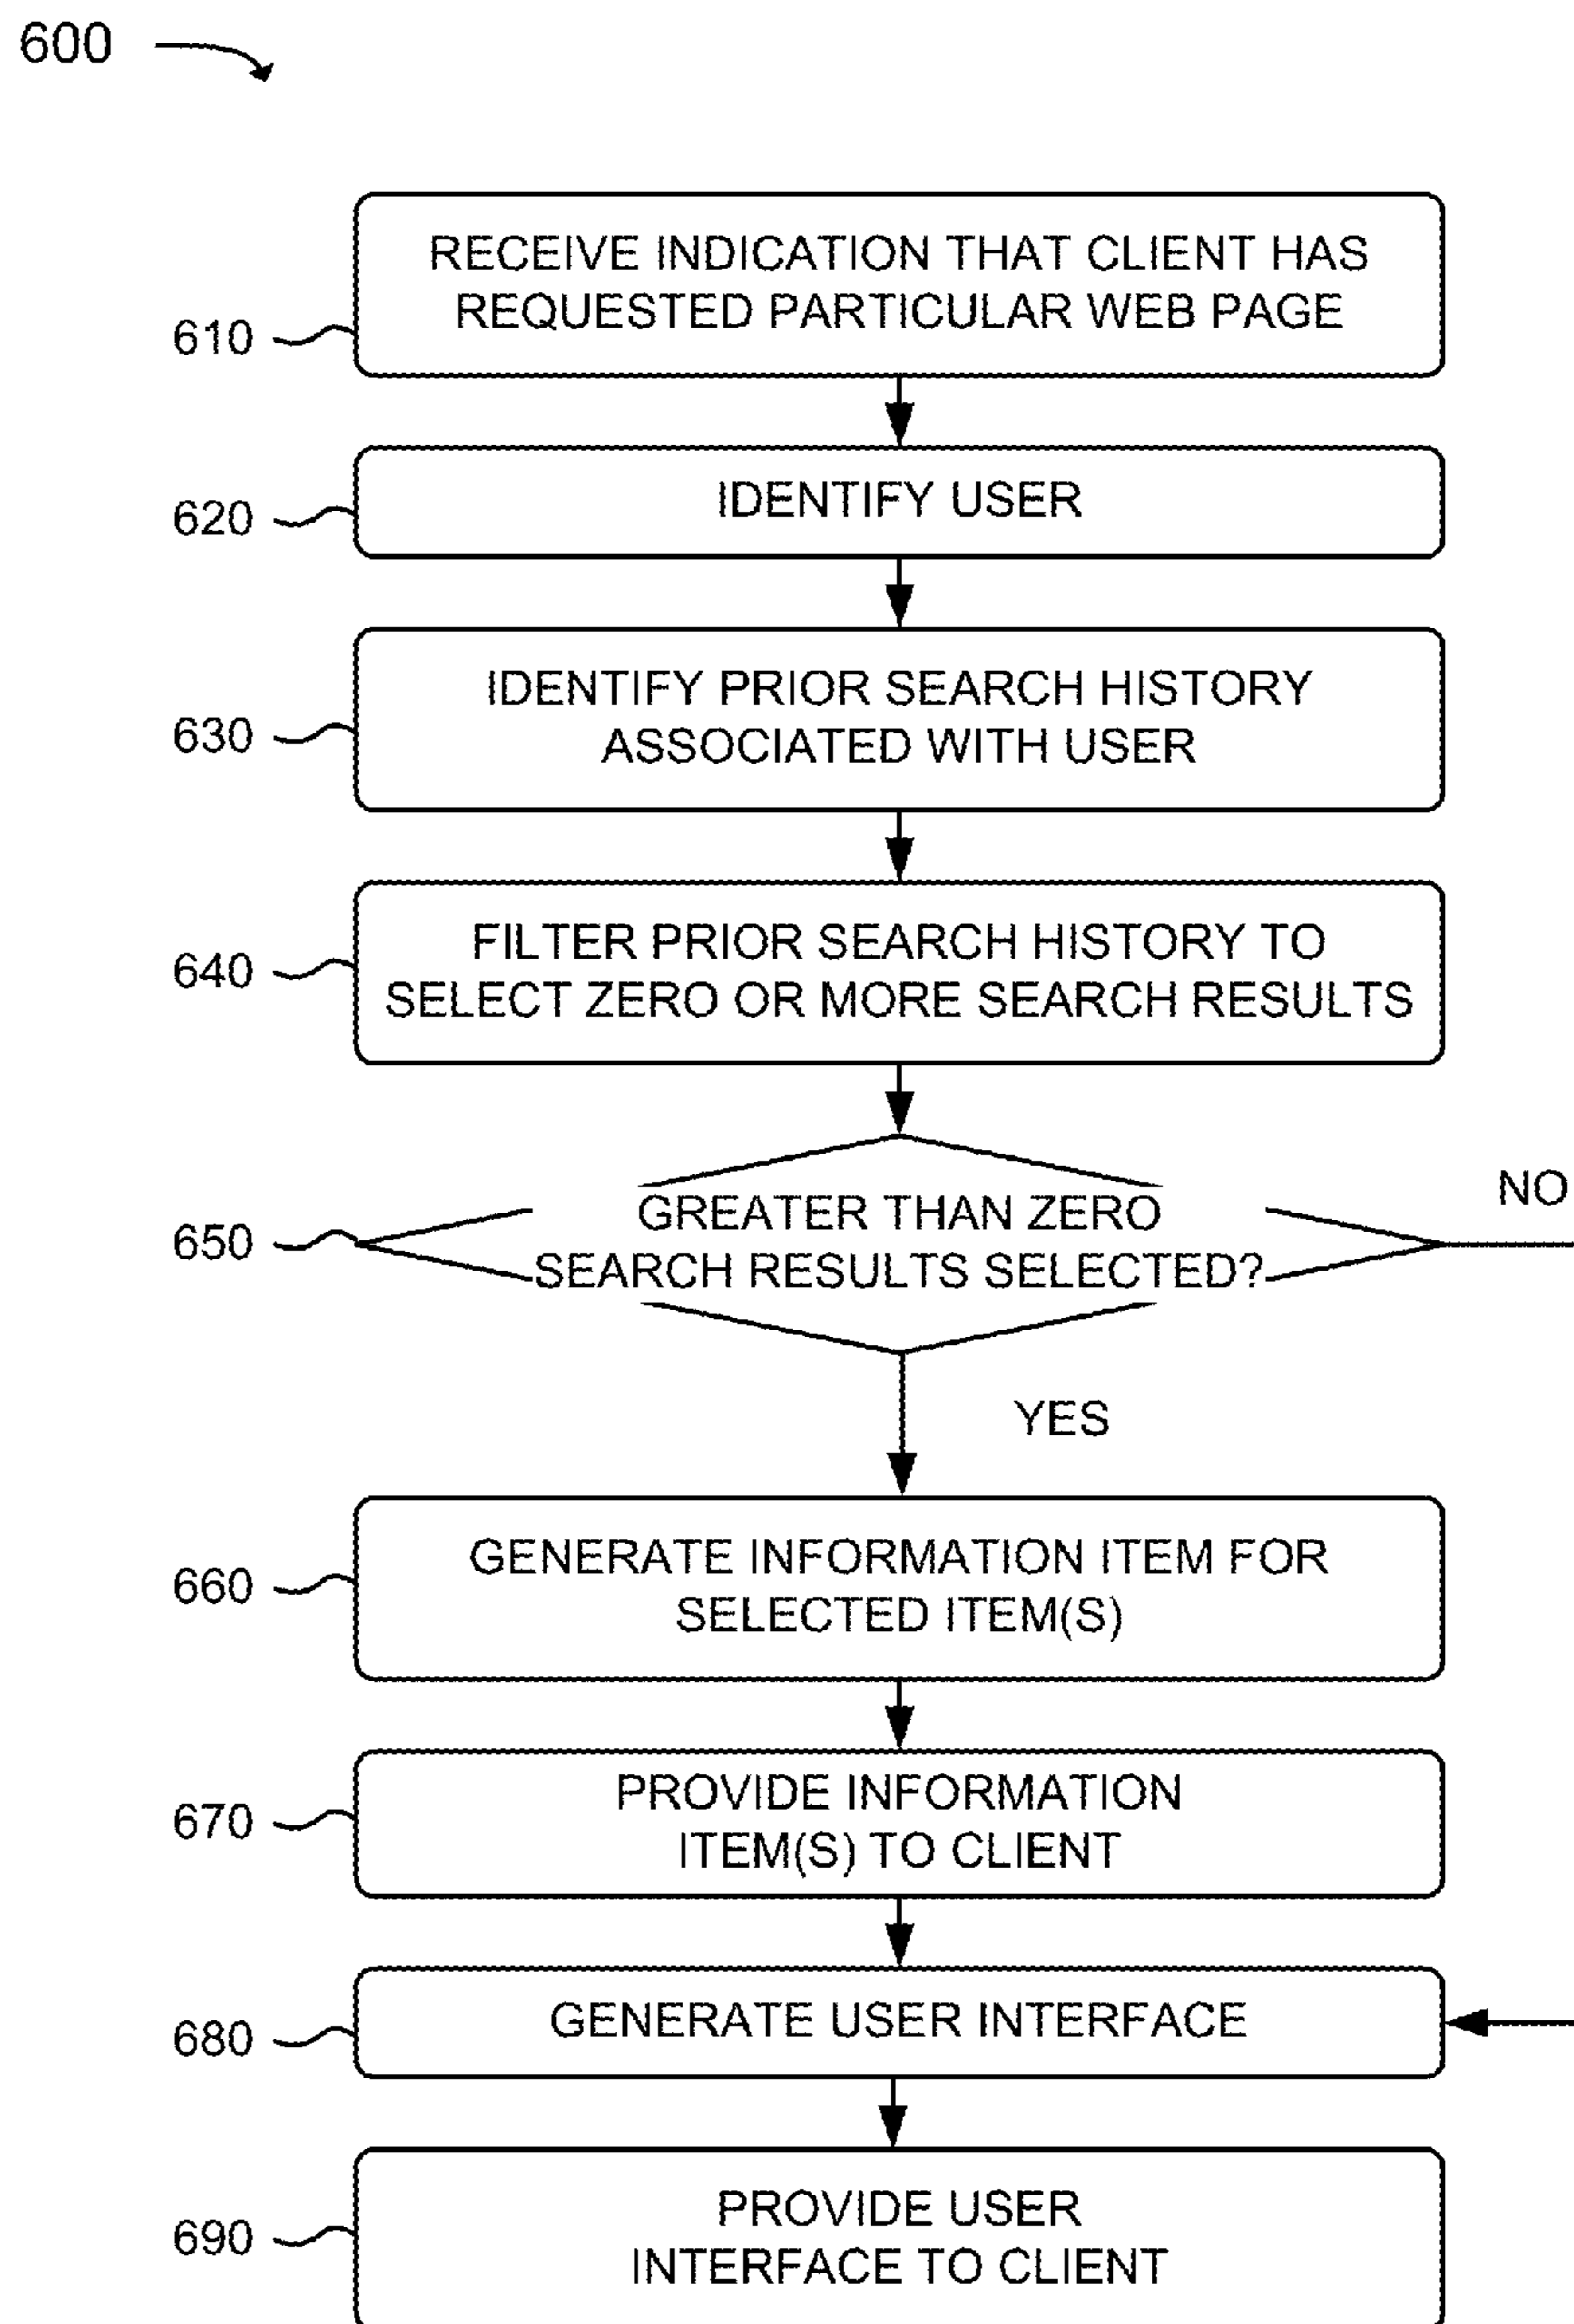 600
RECEIVE INDICATION THAT CLIENT HAS
REQUESTED PARTICULAR WEB PAGE
610
IDENTIFY USER
620
IDENTIFY PRIOR SEARCH HISTORY
ASSOCIATED WITH USER
630
FILTER PRIOR SEARCH HISTORY TO
SELECT ZERO OR MORE SEARCH RESULTS
640
NO
GREATER THAN ZERO
SEARCH RESULTS SELECTED?
650
YES
GENERATE INFORMATION ITEM FOR
SELECTED ITEM(S)
660
PROVIDE INFORMATION
ITEM(S) TO CLIENT
670
GENERATE USER INTERFACE
680
PROVIDE USER
INTERFACE TO CLIENT
690